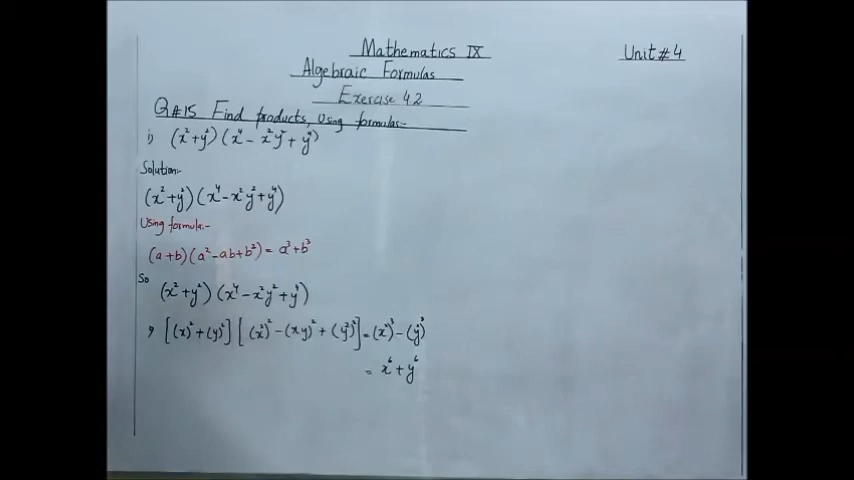 Mathematics IX
Unit # 4
Algebraic Formulas
Exercise 4.2
Q#15 Find products, Using formulas:-
i) (x²+y²)(x⁴ - x²y²+y⁴)
Solution:-
(x²+y²)(x⁴-x²y²+y⁴)
Using formula:-
(a+b)(a²-ab+b²) = a³+b³
So
(x²+y²)(x⁴-x²y²+y⁴)
⇒ [(x)²+(y)²][(x²)²-(xy)²+(y²)²]=(x²)³-(y²)³
= x⁶+y⁶